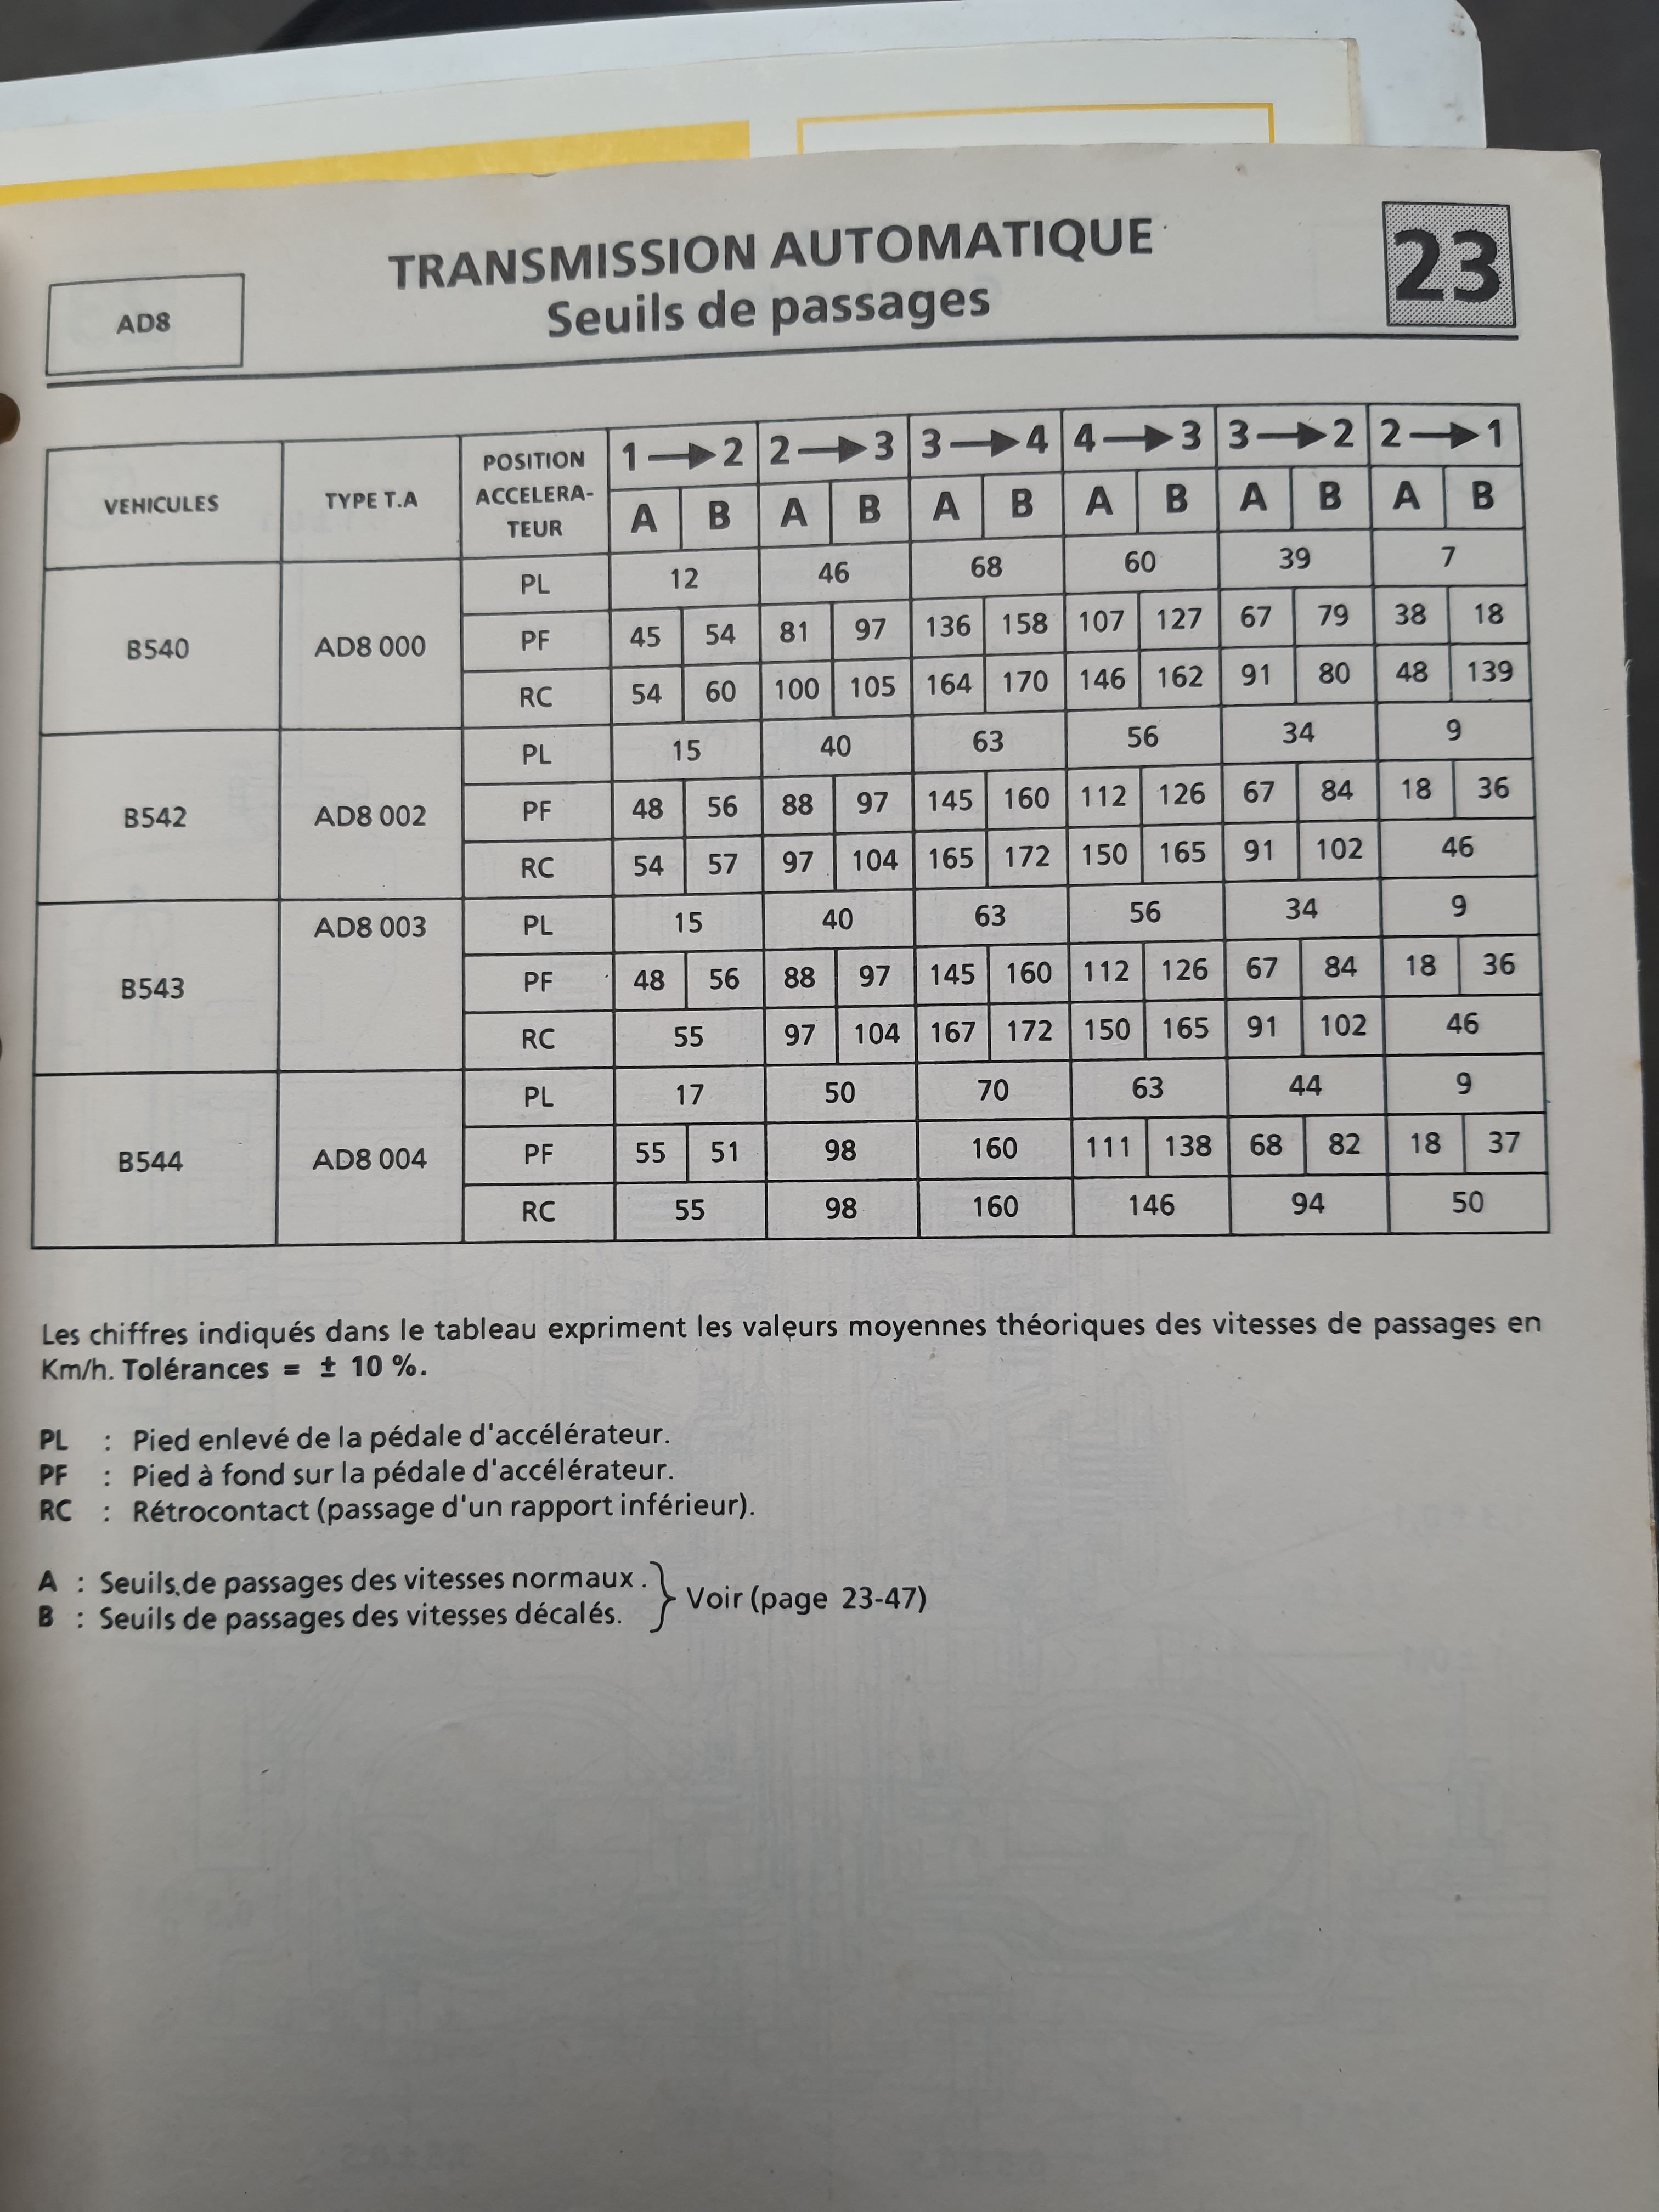 AD8
TRANSMISSION AUTOMATIQUE
Seuils de passages
23
VEHICULES TYPE T.A POSITION ACCELERA-TEUR 1→2 2→3 3→4 4→3 3→2 2→1
A B A B A B A B A B A B
B540 AD8 000
PL 12 46 68 60 39 7
PF 45 54 81 97 136 158 107 127 67 79 38 18
RC 54 60 100 105 164 170 146 162 91 80 48 139
B542 AD8 002
PL 15 40 63 56 34 9
PF 48 56 88 97 145 160 112 126 67 84 18 36
RC 54 57 97 104 165 172 150 165 91 102 46
B543 AD8 003
PL 15 40 63 56 34 9
PF 48 56 88 97 145 160 112 126 67 84 18 36
RC 55 97 104 167 172 150 165 91 102 46
B544 AD8 004
PL 17 50 70 63 44 9
PF 55 51 98 160 111 138 68 82 18 37
RC 55 98 160 146 94 50
Les chiffres indiqués dans le tableau expriment les valeurs moyennes théoriques des vitesses de passages en
Km/h. Tolérances = ± 10 %.
PL : Pied enlevé de la pédale d'accélérateur.
PF : Pied à fond sur la pédale d'accélérateur.
RC : Rétrocontact (passage d'un rapport inférieur).
A : Seuils de passages des vitesses normaux.
B : Seuils de passages des vitesses décalés.
Voir (page 23-47)